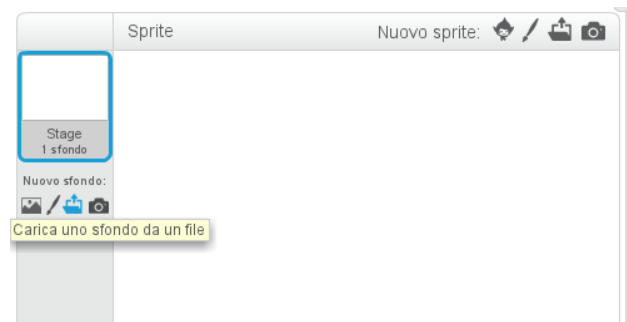 Sprite
Nuovo sprite:
Stage
1 sfondo
Nuovo sfondo:
Carica uno sfondo da un file